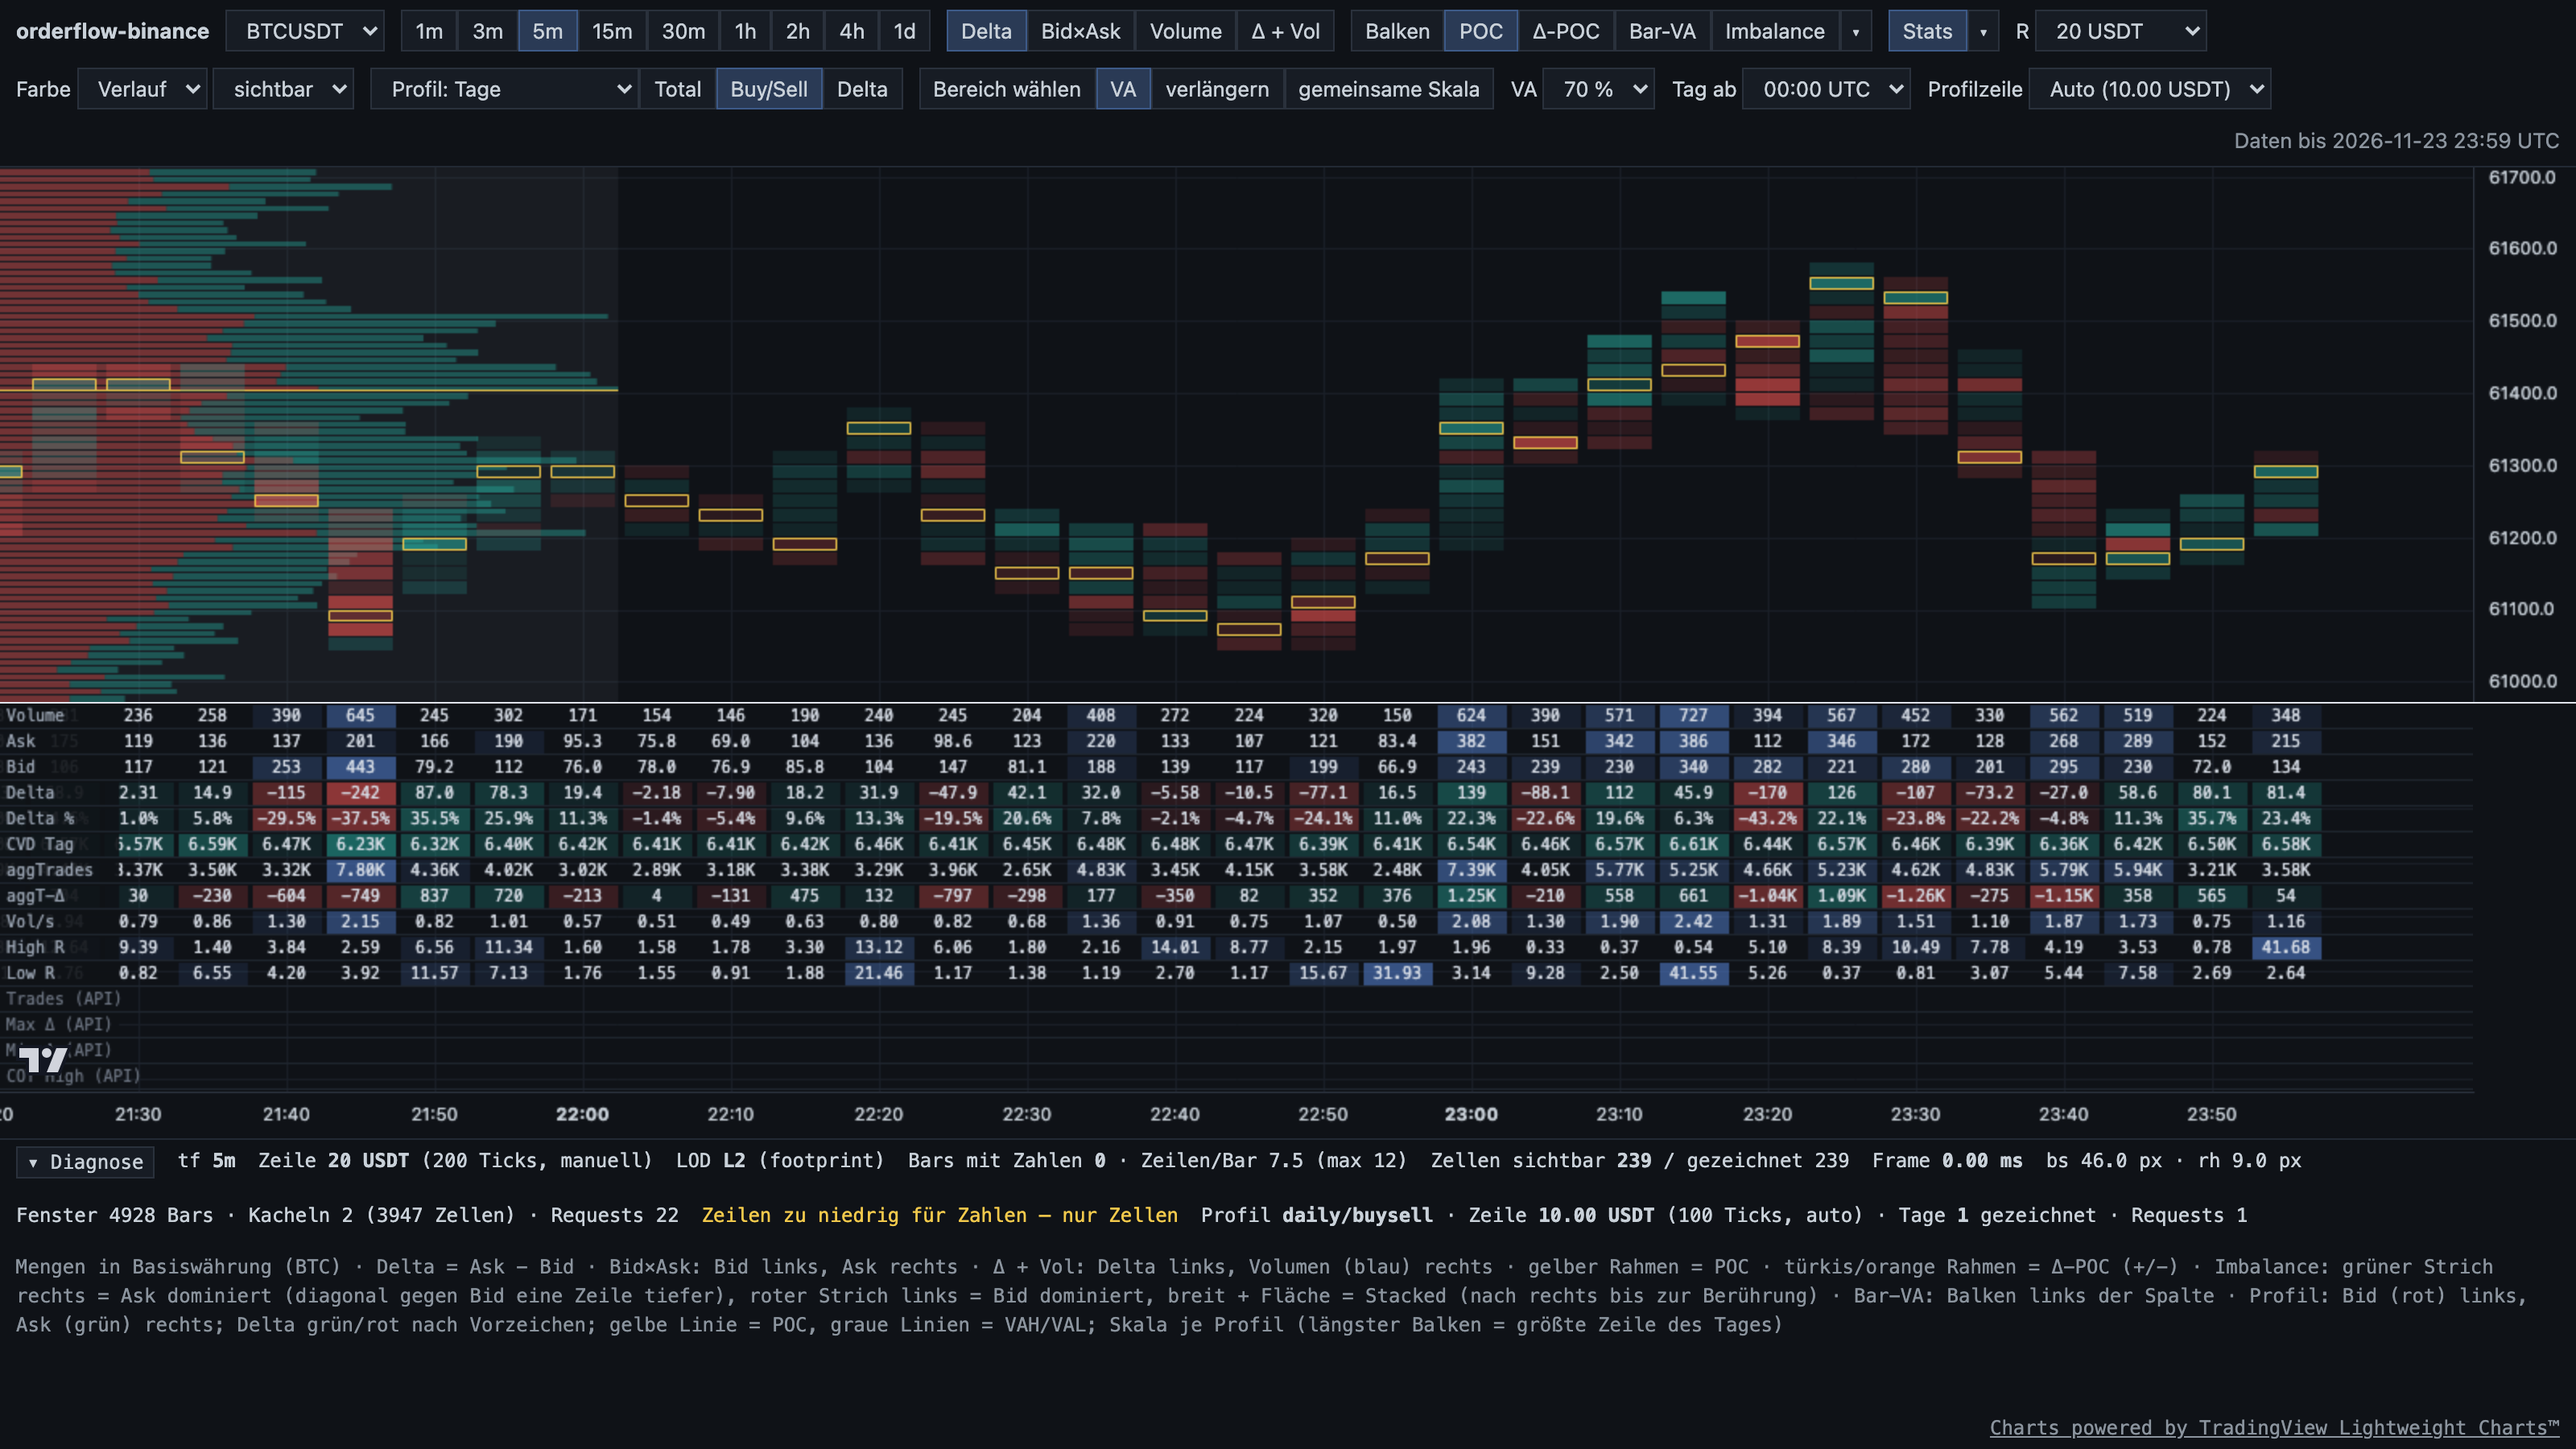 orderflow-binance BTCUSDT 1m 3m 5m 15m 30m 1h 2h 4h 1d Delta Bid×Ask Volume Δ + Vol Balken POC Δ-POC Bar-VA Imbalance ▾ Stats ▾ R 20 USDT
Farbe Verlauf sichtbar Profil: Tage Total Buy/Sell Delta Bereich wählen VA verlängern gemeinsame Skala VA 70 % Tag ab 00:00 UTC Profilzeile Auto (10.00 USDT)
Daten bis 2026-11-23 23:59 UTC
61700.0
61600.0
61500.0
61400.0
61300.0
61200.0
61100.0
61000.0
Volume 236 258 390 645 245 302 171 154 146 190 240 245 204 408 272 224 320 150 624 390 571 727 394 567 452 330 562 519 224 348
Ask 175 119 136 137 201 166 190 95.3 75.8 69.0 104 136 98.6 123 220 133 107 121 83.4 382 151 342 386 112 346 172 128 268 289 152 215
Bid 106 117 121 253 443 79.2 112 76.0 78.0 76.9 85.8 104 147 81.1 188 139 117 199 66.9 243 239 230 340 282 221 280 201 295 230 72.0 134
Delta 2.31 14.9 −115 −242 87.0 78.3 19.4 −2.18 −7.90 18.2 31.9 −47.9 42.1 32.0 −5.58 −10.5 −77.1 16.5 139 −88.1 112 45.9 −170 126 −107 −73.2 −27.0 58.6 80.1 81.4
Delta % 1.0% 5.8% −29.5% −37.5% 35.5% 25.9% 11.3% −1.4% −5.4% 9.6% 13.3% −19.5% 20.6% 7.8% −2.1% −4.7% −24.1% 11.0% 22.3% −22.6% 19.6% 6.3% −43.2% 22.1% −23.8% −22.2% −4.8% 11.3% 35.7% 23.4%
CVD Tag 6.57K 6.59K 6.47K 6.23K 6.32K 6.40K 6.42K 6.41K 6.41K 6.42K 6.46K 6.41K 6.45K 6.48K 6.48K 6.47K 6.39K 6.41K 6.54K 6.46K 6.57K 6.61K 6.44K 6.57K 6.46K 6.39K 6.36K 6.42K 6.50K 6.58K
aggTrades 3.37K 3.50K 3.32K 7.80K 4.36K 4.02K 3.02K 2.89K 3.18K 3.38K 3.29K 3.96K 2.65K 4.83K 3.45K 4.15K 3.58K 2.48K 7.39K 4.05K 5.77K 5.25K 4.66K 5.23K 4.62K 4.83K 5.79K 5.94K 3.21K 3.58K
aggT−Δ 30 −230 −604 −749 837 720 −213 4 −131 475 132 −797 −298 177 −350 82 352 376 1.25K −210 558 661 −1.04K 1.09K −1.26K −275 −1.15K 358 565 54
Vol/s 0.79 0.86 1.30 2.15 0.82 1.01 0.57 0.51 0.49 0.63 0.80 0.82 0.68 1.36 0.91 0.75 1.07 0.50 2.08 1.30 1.90 2.42 1.31 1.89 1.51 1.10 1.87 1.73 0.75 1.16
High R 9.39 1.40 3.84 2.59 6.56 11.34 1.60 1.58 1.78 3.30 13.12 6.06 1.80 2.16 14.01 8.77 2.15 1.97 1.96 0.33 0.37 0.54 5.10 8.39 10.49 7.78 4.19 3.53 0.78 41.68
Low R 0.82 6.55 4.20 3.92 11.57 7.13 1.76 1.55 0.91 1.88 21.46 1.17 1.38 1.19 2.70 1.17 15.67 31.93 3.14 9.28 2.50 41.55 5.26 0.37 0.81 3.07 5.44 7.58 2.69 2.64
Trades (API)
Max Δ (API)
(API)
High (API)
21:30 21:40 21:50 22:00 22:10 22:20 22:30 22:40 22:50 23:00 23:10 23:20 23:30 23:40 23:50
▾ Diagnose tf 5m Zeile 20 USDT (200 Ticks, manuell) LOD L2 (footprint) Bars mit Zahlen 0 · Zeilen/Bar 7.5 (max 12) Zellen sichtbar 239 / gezeichnet 239 Frame 0.00 ms bs 46.0 px · rh 9.0 px
Fenster 4928 Bars · Kacheln 2 (3947 Zellen) · Requests 22 Zeilen zu niedrig für Zahlen – nur Zellen Profil daily/buysell · Zeile 10.00 USDT (100 Ticks, auto) · Tage 1 gezeichnet · Requests 1
Mengen in Basiswährung (BTC) · Delta = Ask − Bid · Bid×Ask: Bid links, Ask rechts · Δ + Vol: Delta links, Volumen (blau) rechts · gelber Rahmen = POC · türkis/orange Rahmen = Δ−POC (+/−) · Imbalance: grüner Strich
rechts = Ask dominiert (diagonal gegen Bid eine Zeile tiefer), roter Strich links = Bid dominiert, breit + Fläche = Stacked (nach rechts bis zur Berührung) · Bar−VA: Balken links der Spalte · Profil: Bid (rot) links,
Ask (grün) rechts; Delta grün/rot nach Vorzeichen; gelbe Linie = POC, graue Linien = VAH/VAL; Skala je Profil (längster Balken = größte Zeile des Tages)
Charts powered by TradingView Lightweight Charts™